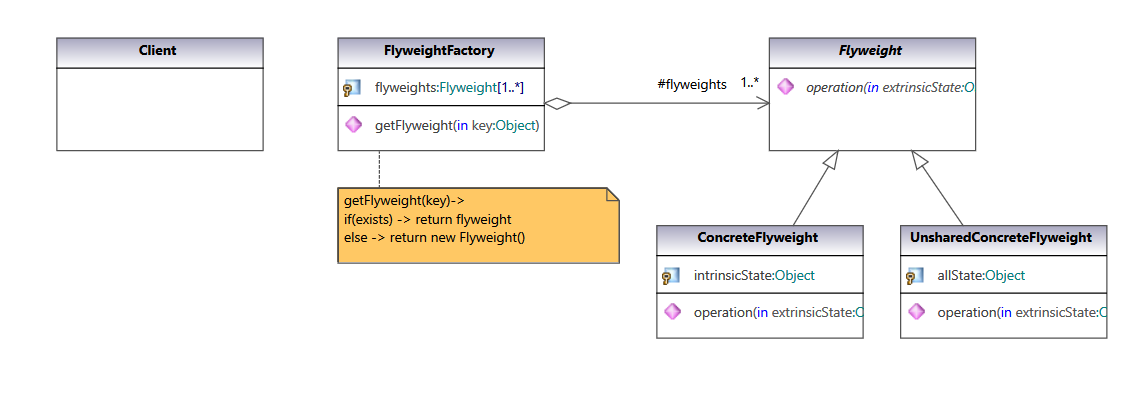 Client
FlyweightFactory
flyweights:Flyweight[1..*]
getFlyweight(in key:Object)
#flyweights 1..*
Flyweight
operation(in extrinsicState:O
getFlyweight(key)->
if(exists) -> return flyweight
else -> return new Flyweight()
ConcreteFlyweight
intrinsicState:Object
operation(in extrinsicState:O
UnsharedConcreteFlyweight
allState:Object
operation(in extrinsicState:O